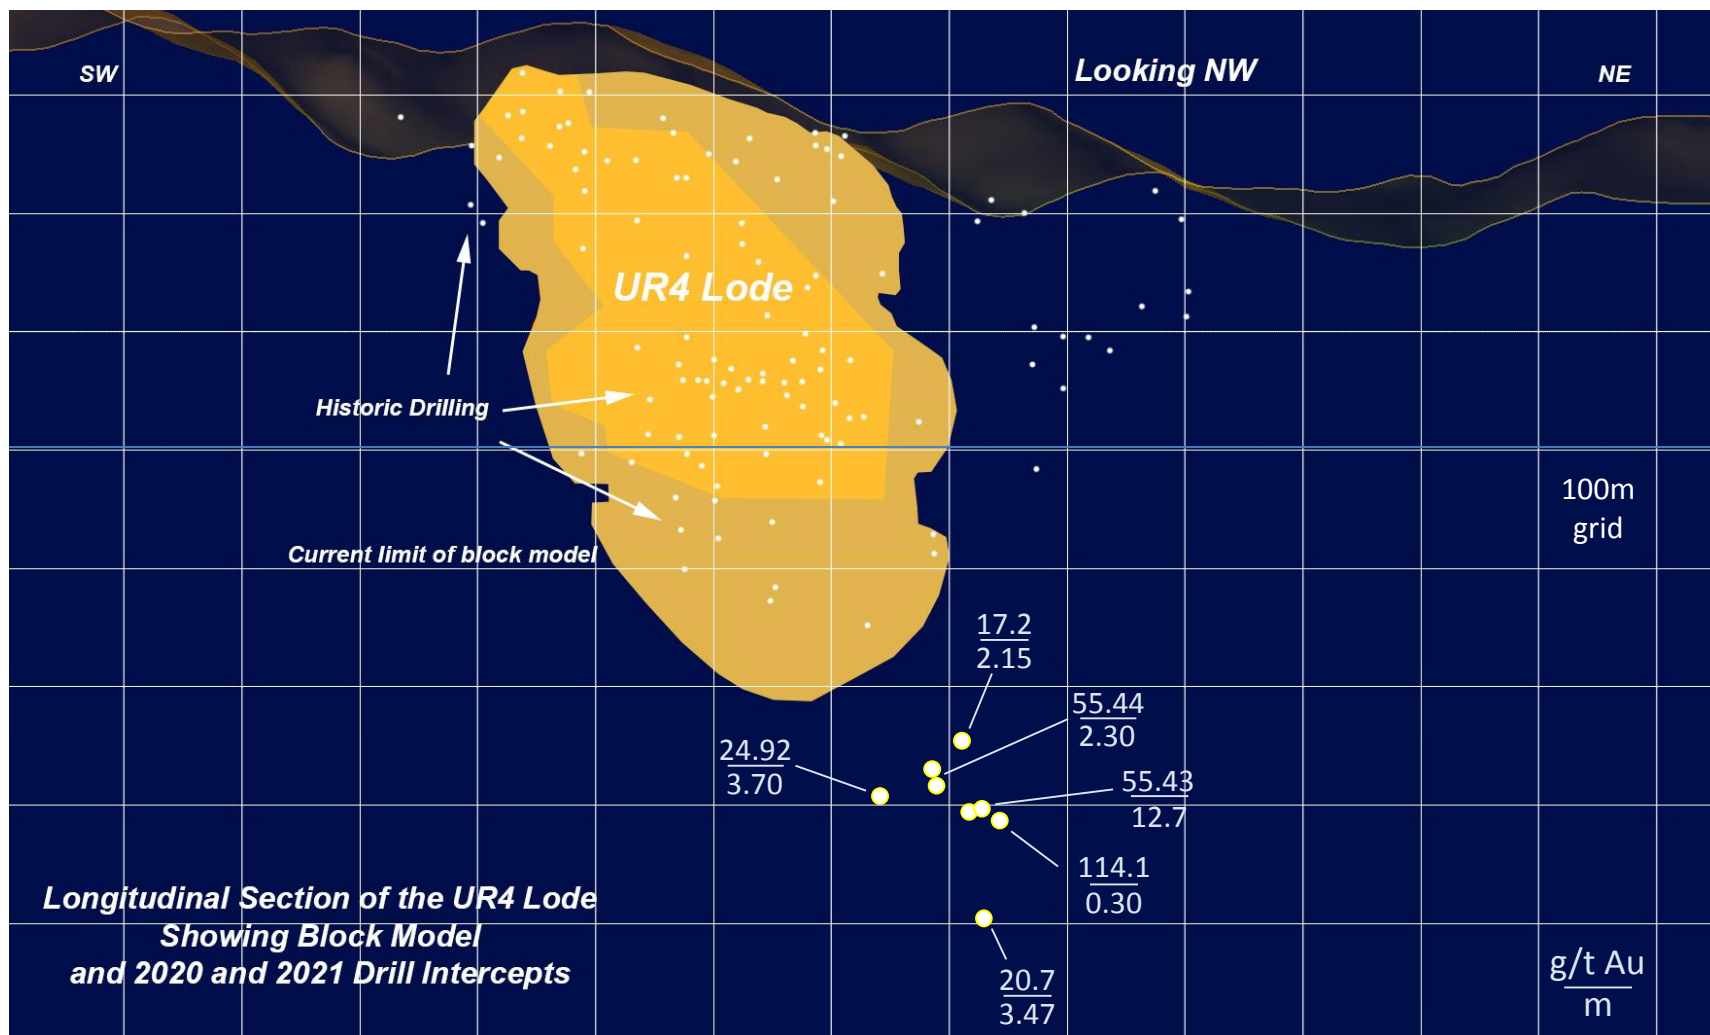 SW
Looking NW
NE
UR4 Lode
Historic Drilling
100m
grid
Current limit of block model
17.2
2.15
55.44
2.30
24.92
3.70
55.43
12.7
114.1
0.30
Longitudinal Section of the UR4 Lode
Showing Block Model
and 2020 and 2021 Drill Intercepts
20.7
3.47
g/t Au
m